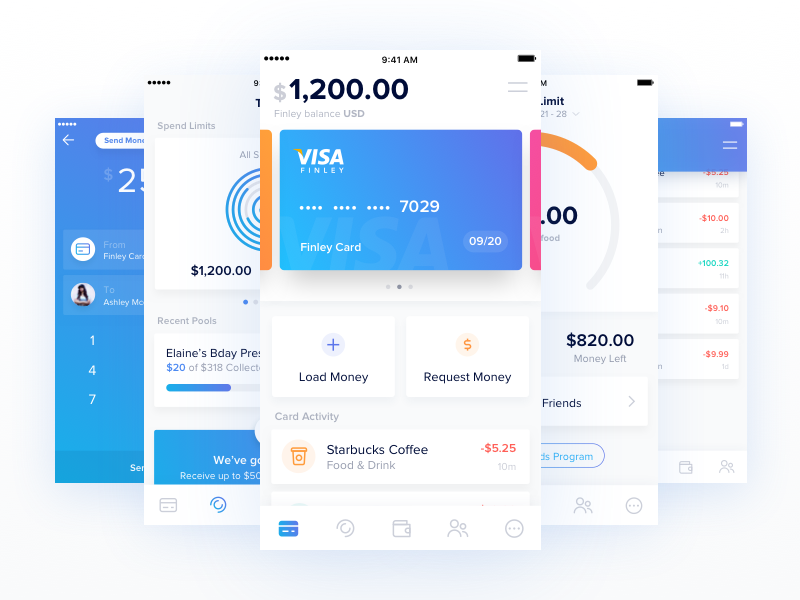 Send Mone
$25
From
Finley Card
To
Ashley Mo
1
4
7
Sen
Spend Limits
All S
$1,200.00
Recent Pools
Elaine's Bday Pres
$20 of $318 Collecte
We've go
Receive up to $50
9:41 AM
$1,200.00
Finley balance USD
VISA
FINLEY
•••• •••• •••• 7029
VISA
Finley Card
09/20
Load Money
Request Money
Card Activity
Starbucks Coffee
-$5.25
Food & Drink
10m
Limit
21 - 28
.00
food
$820.00
Money Left
Friends
ds Program
-$5.25
10m
-$10.00
2h
+100.32
11h
-$9.10
10m
-$9.99
1d